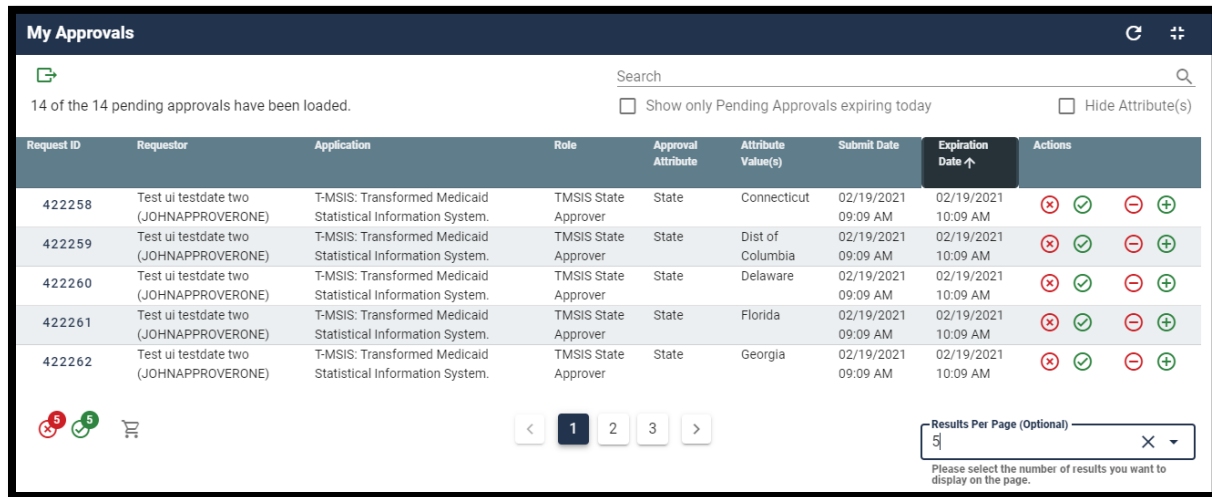 My Approvals
Search
14 of the 14 pending approvals have been loaded.
Show only Pending Approvals expiring today
Hide Attribute(s)
Request ID Requestor Application Role Approval Attribute Submit Date Expiration Actions
Attribute Value(s) Date ↑
422258 Test ui testdate two T-MSIS: Transformed Medicaid TMSIS State State Connecticut 02/19/2021 02/19/2021
(JOHNAPPROVERONE) Statistical Information System. Approver 09:09 AM 10:09 AM
422259 Test ui testdate two T-MSIS: Transformed Medicaid TMSIS State State Dist of 02/19/2021 02/19/2021
(JOHNAPPROVERONE) Statistical Information System. Approver Columbia 09:09 AM 10:09 AM
422260 Test ui testdate two T-MSIS: Transformed Medicaid TMSIS State State Delaware 02/19/2021 02/19/2021
(JOHNAPPROVERONE) Statistical Information System. Approver 09:09 AM 10:09 AM
422261 Test ui testdate two T-MSIS: Transformed Medicaid TMSIS State State Florida 02/19/2021 02/19/2021
(JOHNAPPROVERONE) Statistical Information System. Approver 09:09 AM 10:09 AM
422262 Test ui testdate two T-MSIS: Transformed Medicaid TMSIS State State Georgia 02/19/2021 02/19/2021
(JOHNAPPROVERONE) Statistical Information System. Approver 09:09 AM 10:09 AM
5 5
< 1 2 3 >
Results Per Page (Optional)
5
Please select the number of results you want to
display on the page.